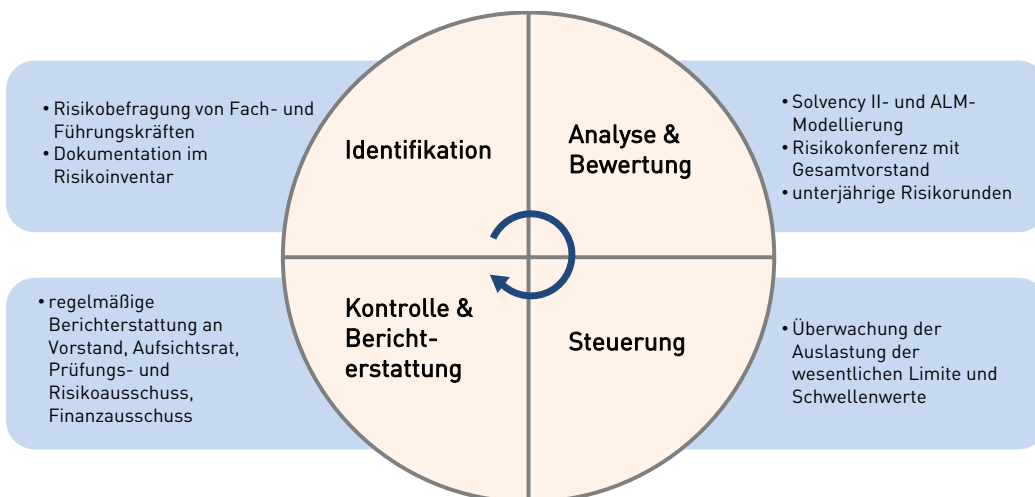 • Risikobefragung von Fach- und
Führungskräften
• Dokumentation im
Risikoinventar
Identifikation
Analyse &
Bewertung
• Solvency II- und ALM-
Modellierung
• Risikokonferenz mit
Gesamtvorstand
• unterjährige Risikorunden
• regelmäßige
Berichterstattung an
Vorstand, Aufsichtsrat,
Prüfungs- und
Risikoausschuss,
Finanzausschuss
Kontrolle &
Bericht-
erstattung
Steuerung
• Überwachung der
Auslastung der
wesentlichen Limite und
Schwellenwerte